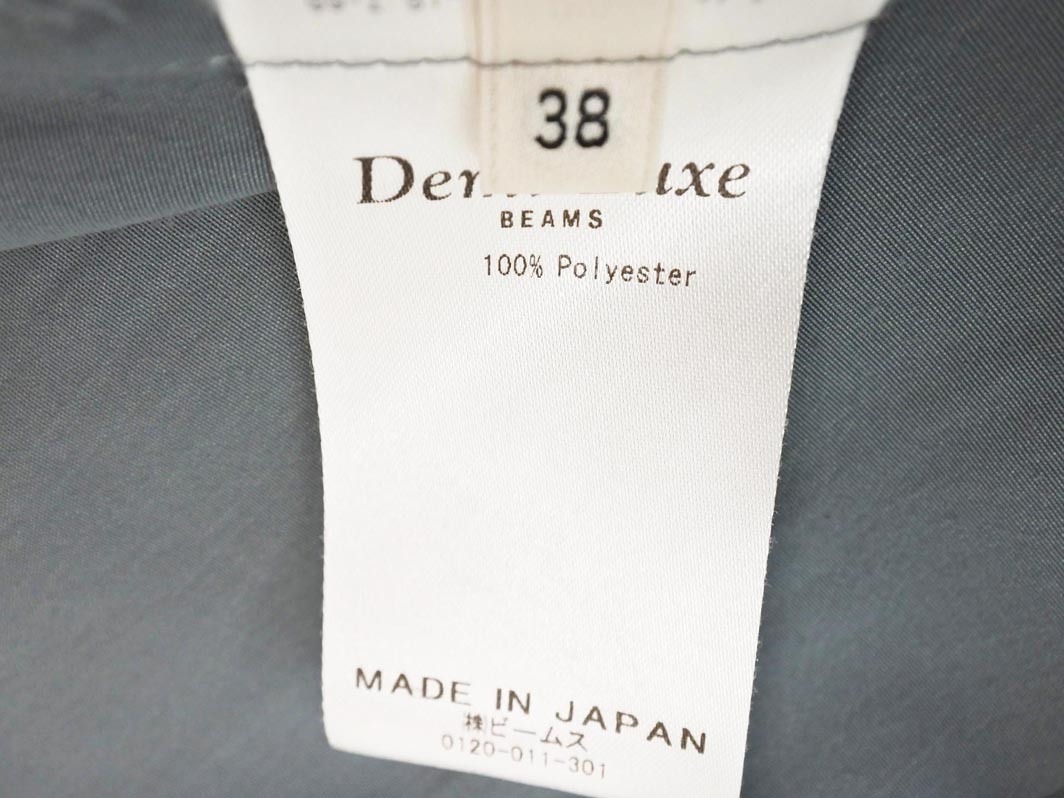 38
BEAMS
100% Polyester
MADE IN JAPAN
㈱ビームス
0120-011-301